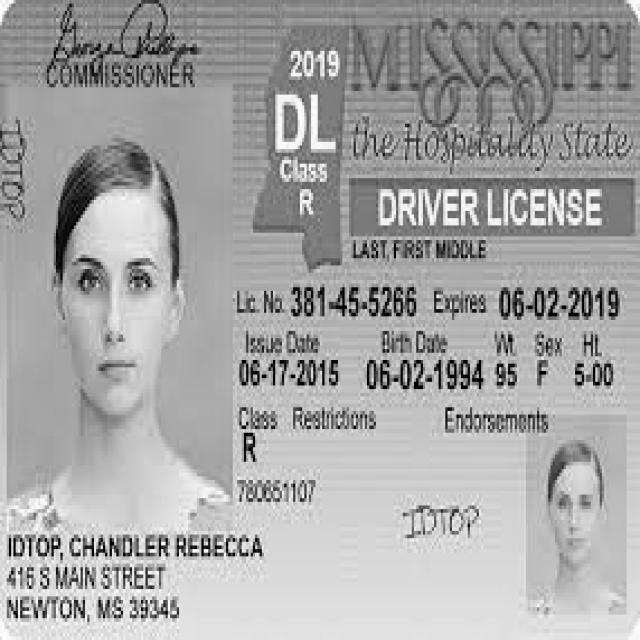 George Phillips
COMMISSIONER
IDTOP
2019
DL
Class
R
MISSISSIPPI
the Hospitality State
DRIVER LICENSE
LAST, FIRST MIDDLE
Lic. No. 381-45-5266 Expires 06-02-2019
Issue Date Birth Date Wt. Sex Ht.
06-17-2015 06-02-1994 95 F 5-00
Class Restrictions Endorsements
R
780651107
IDTOP
IDTOP, CHANDLER REBECCA
416 S MAIN STREET
NEWTON, MS 39345